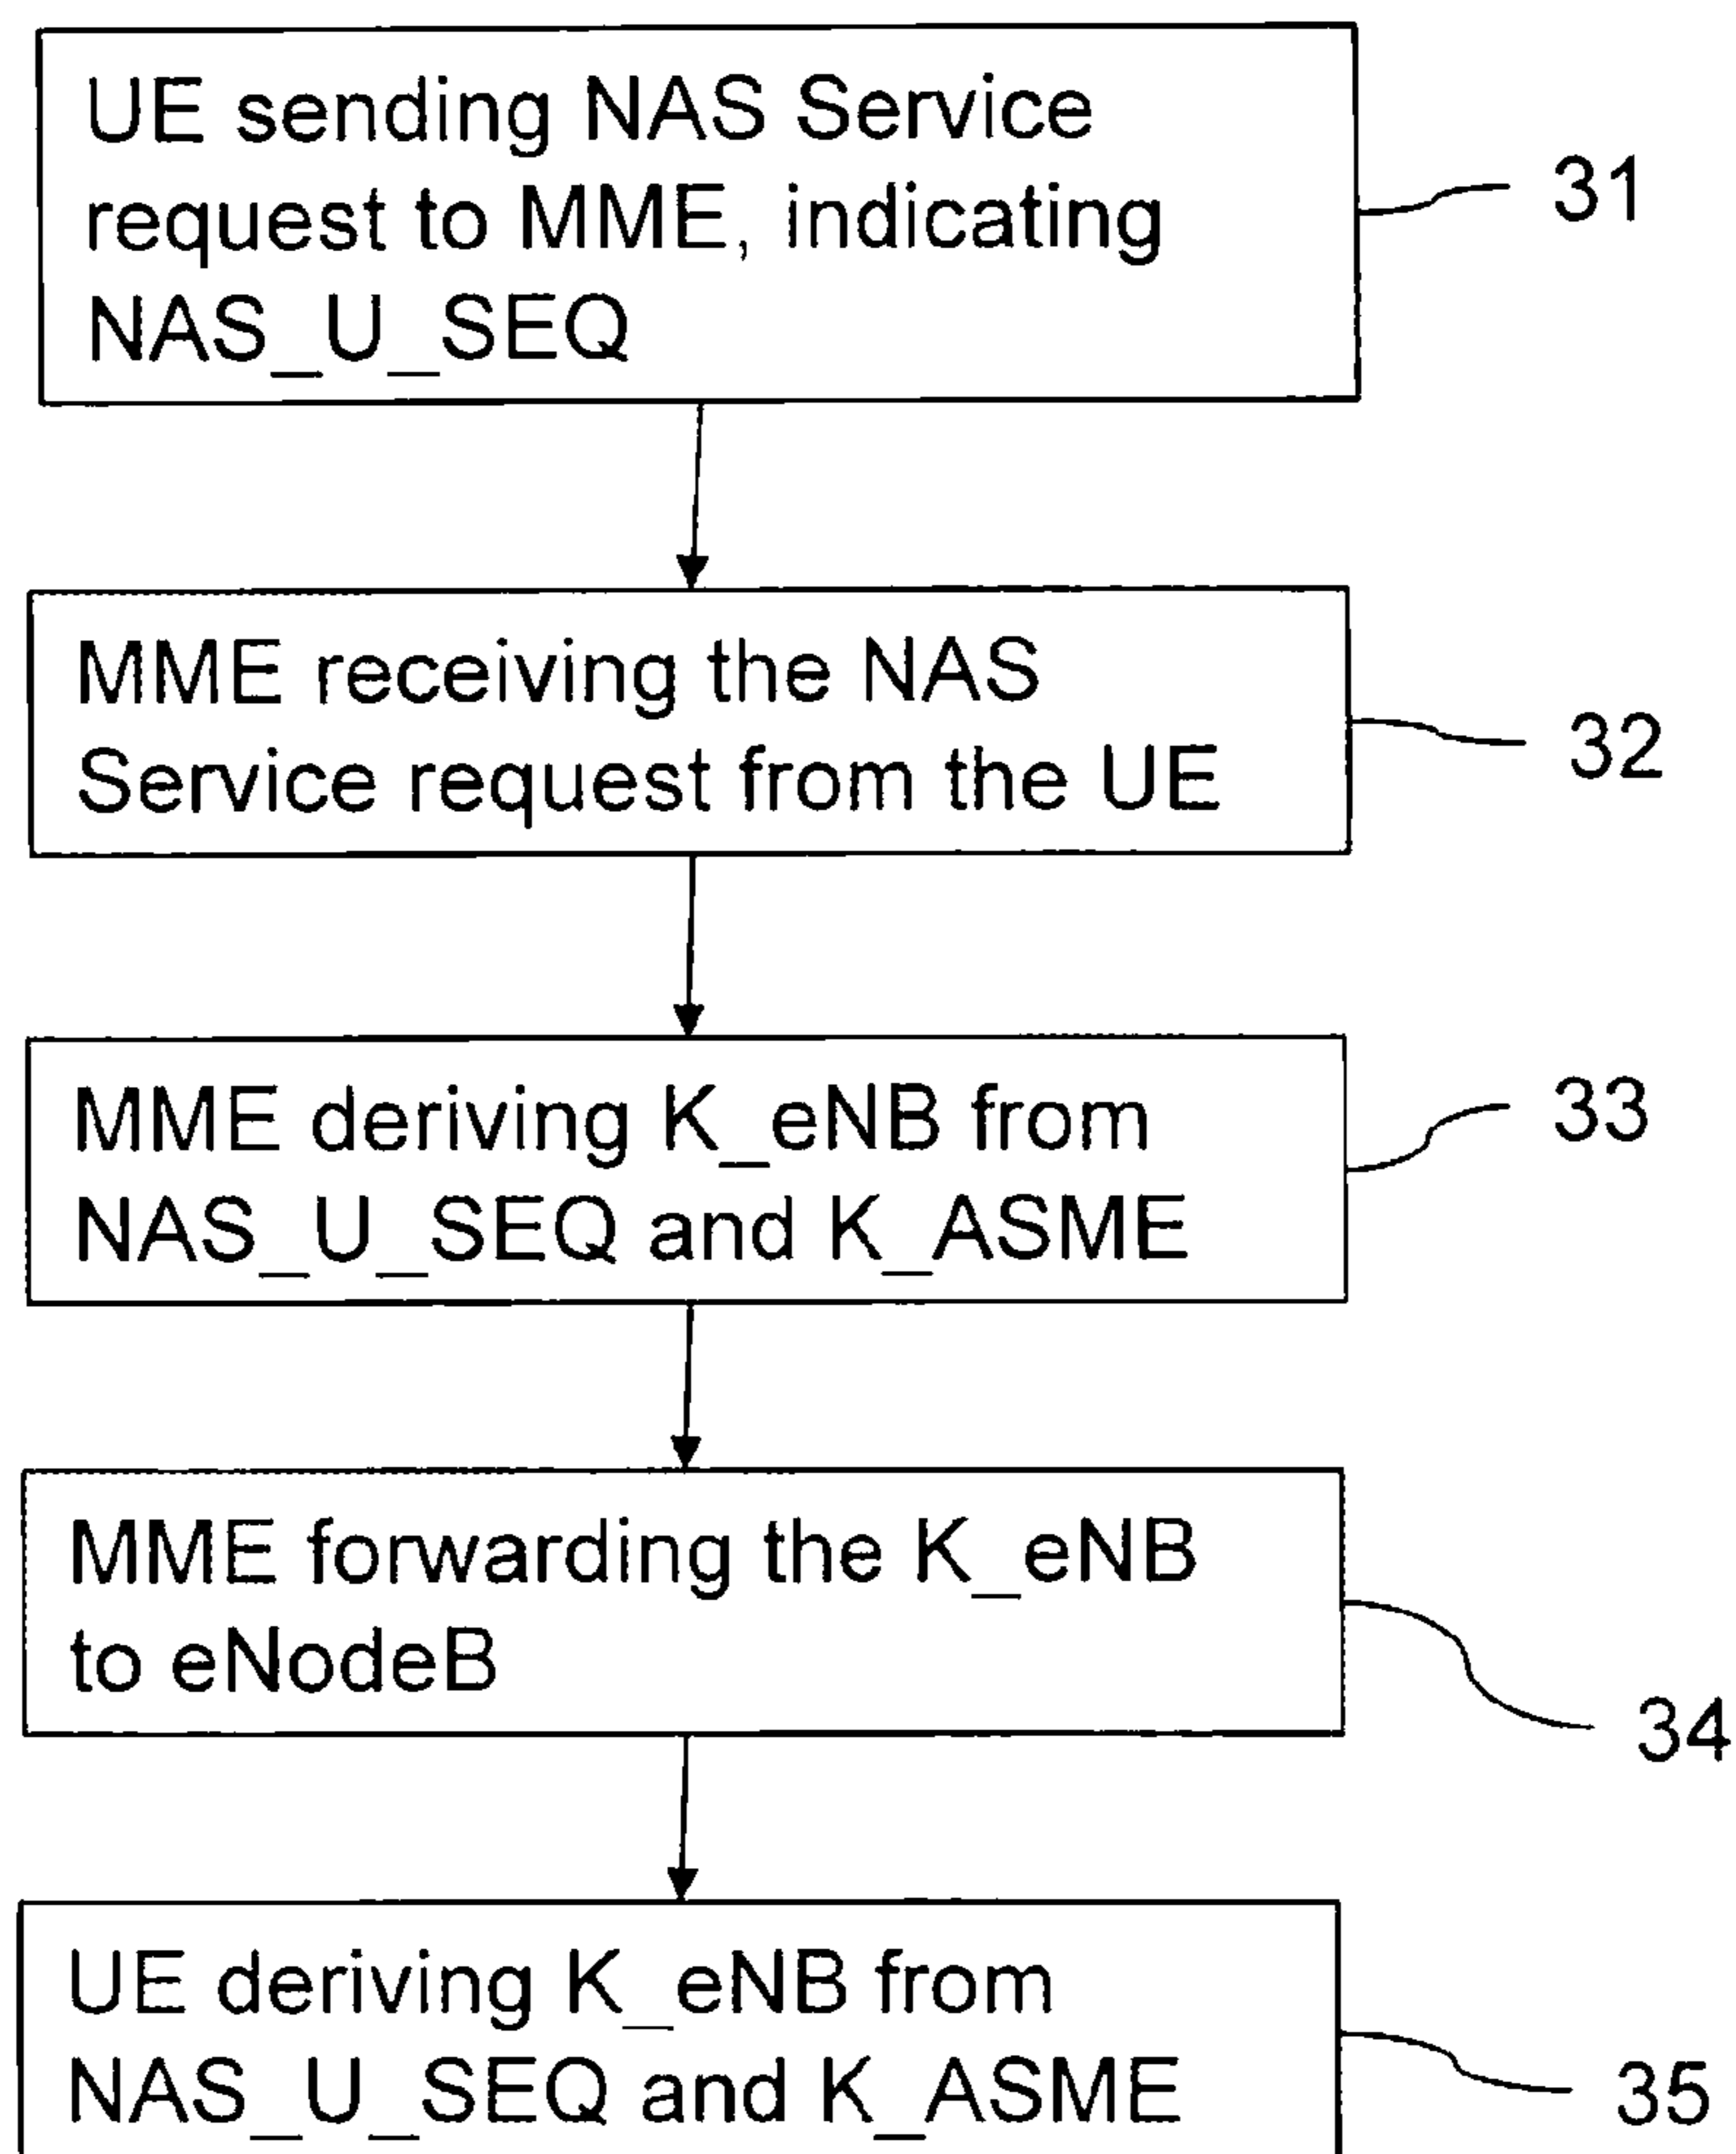 UE sending NAS Service
request to MME, indicating
NAS_U_SEQ
31
MME receiving the NAS
Service request from the UE
32
MME deriving K_eNB from
NAS_U_SEQ and K_ASME
33
MME forwarding the K_eNB
to eNodeB
34
UE deriving K_eNB from
NAS_U_SEQ and K_ASME
35